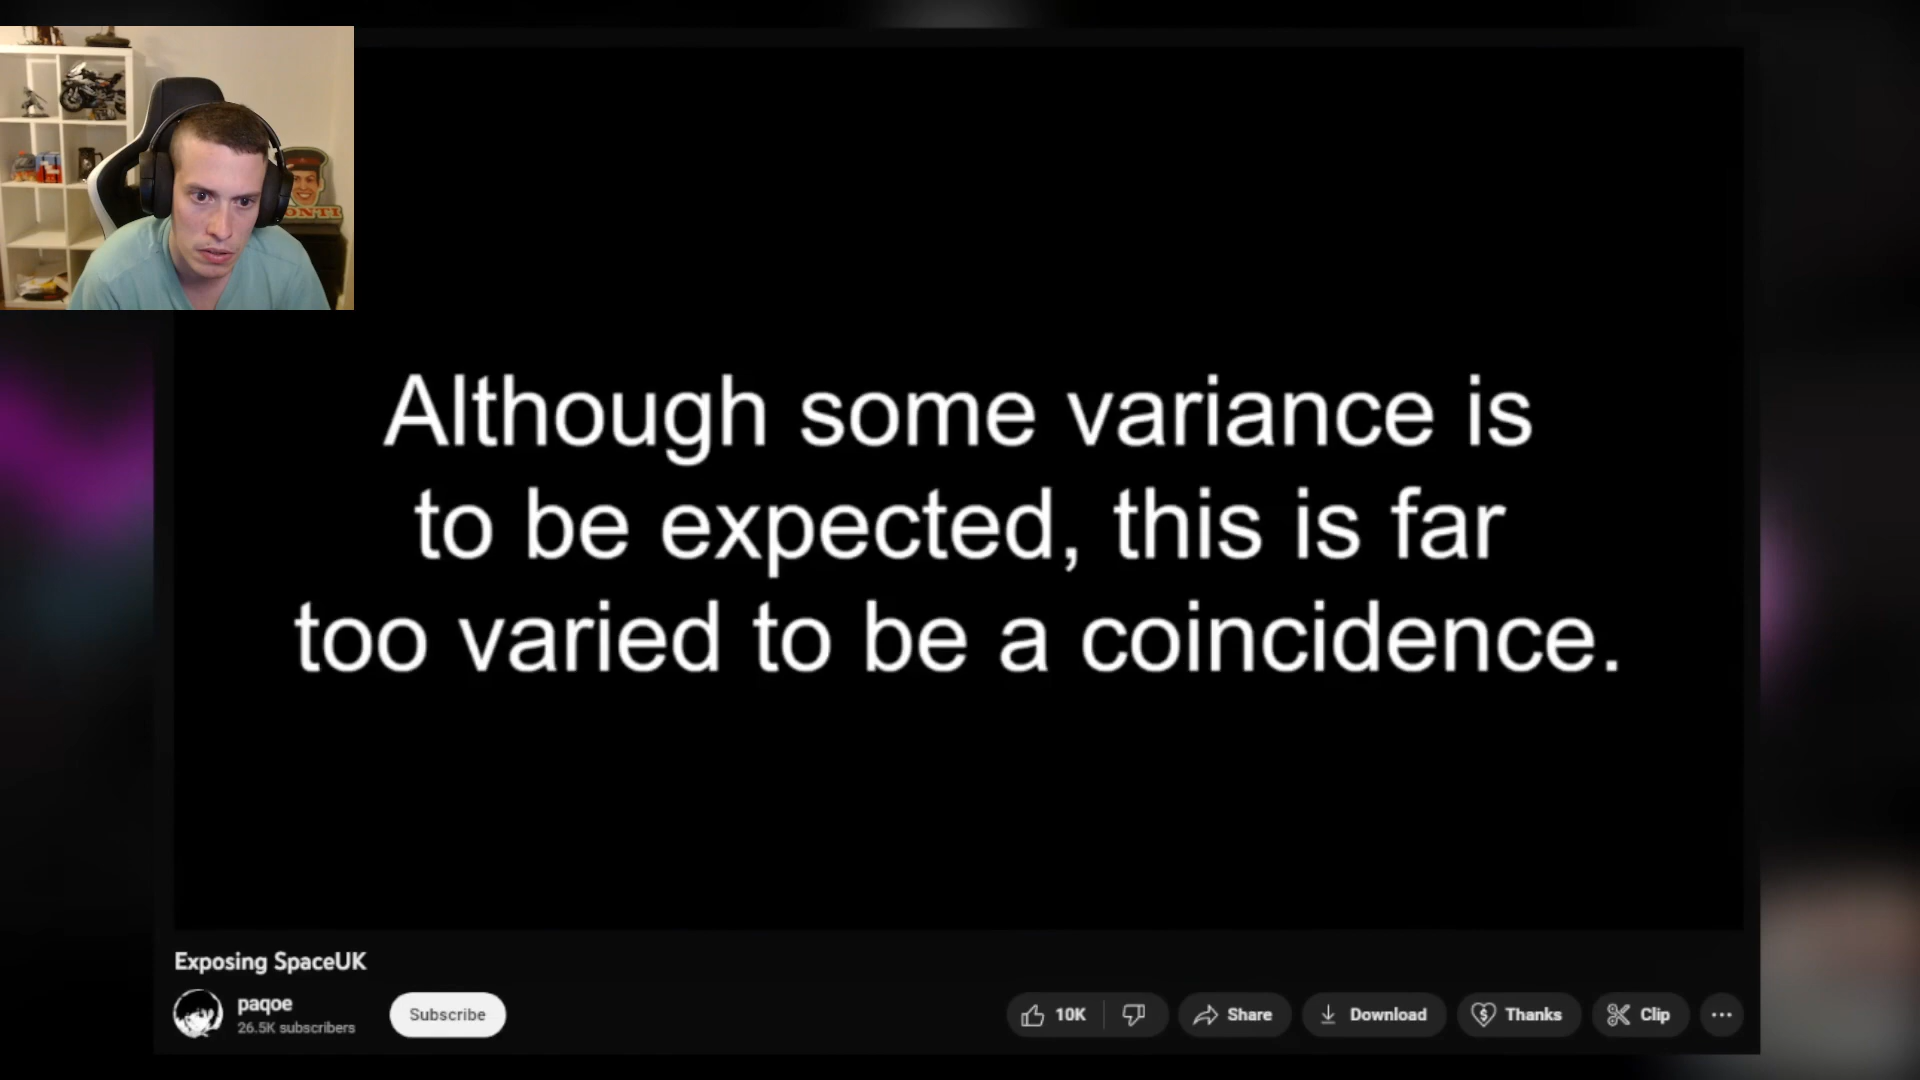 ONTI
Although some variance is
to be expected, this is far
too varied to be a coincidence.
Exposing SpaceUK
paqoe
26.5K subscribers
Subscribe
10K
Share
Download
Thanks
Clip